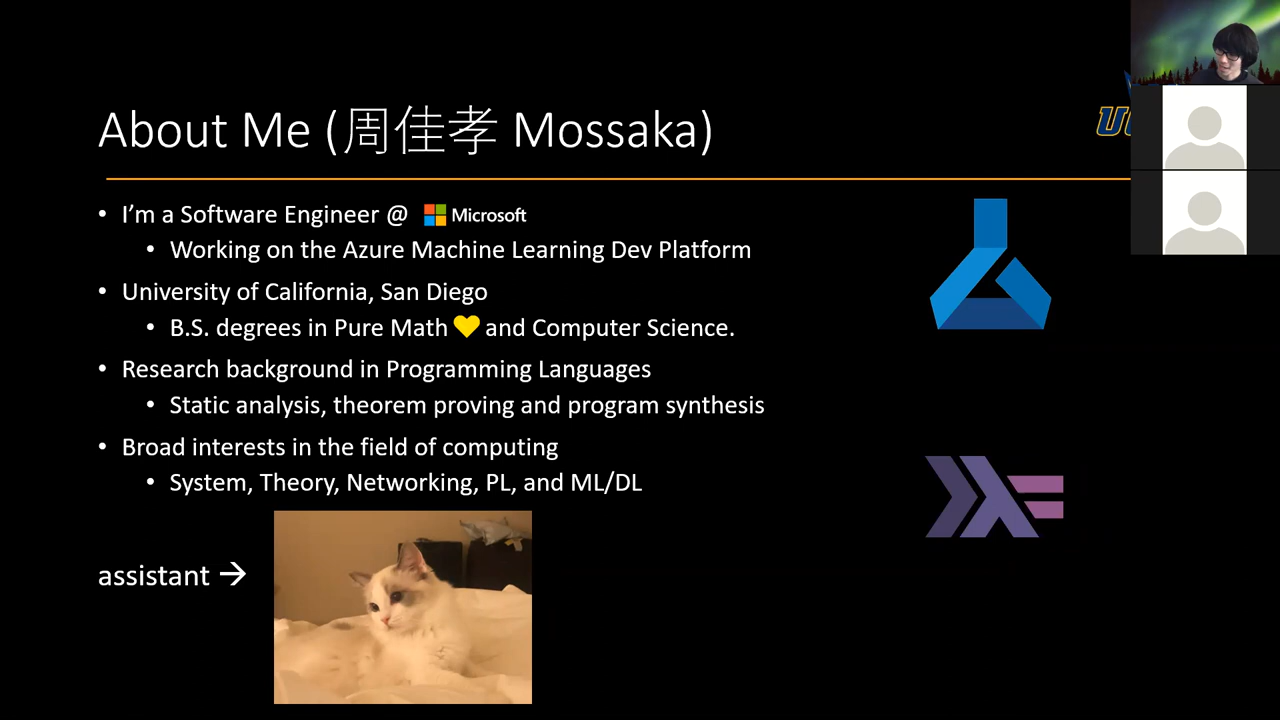 About Me (周佳孝 Mossaka)
• I'm a Software Engineer @ Microsoft
• Working on the Azure Machine Learning Dev Platform
• University of California, San Diego
• B.S. degrees in Pure Math 💛 and Computer Science.
• Research background in Programming Languages
• Static analysis, theorem proving and program synthesis
• Broad interests in the field of computing
• System, Theory, Networking, PL, and ML/DL
assistant →